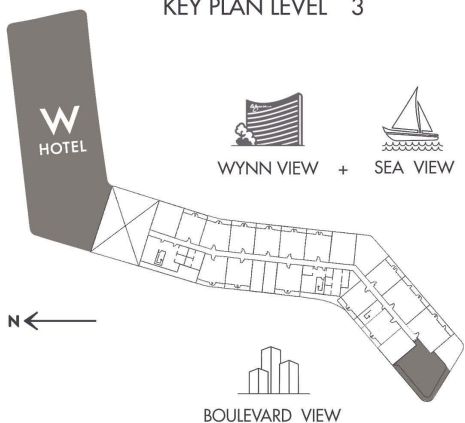 KEY PLAN LEVEL 3
W
HOTEL
WYNN VIEW + SEA VIEW
N
BOULEVARD VIEW